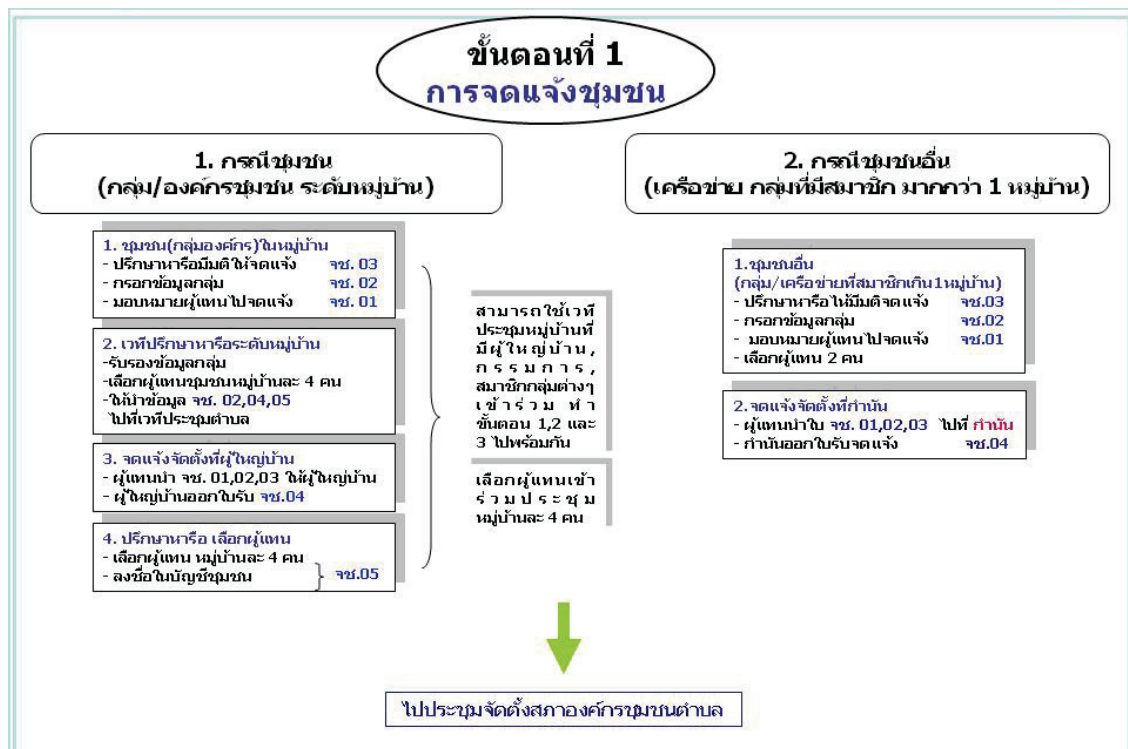 ขั้นตอนที่ 1
การจดแจ้งชุมชน
1. กรณีชุมชน
(กลุ่ม/องค์กรชุมชน ระดับหมู่บ้าน)
1. ชุมชน(กลุ่มองค์กร)ในหมู่บ้าน
- ปรึกษาหารือมีมติให้จดแจ้ง จช. 03
- กรอกข้อมูลกลุ่ม จช. 02
- มอบหมายผู้แทนไปจดแจ้ง จช. 01
2. เวทีปรึกษาหารือระดับหมู่บ้าน
-รับรองข้อมูลกลุ่ม
-เลือกผู้แทนชุมชนหมู่บ้านละ 4 คน
-ให้นำข้อมูล จช. 02,04,05
ไปที่เวทีประชุมตำบล
3. จดแจ้งจัดตั้งที่ผู้ใหญ่บ้าน
- ผู้แทนนำ จช. 01,02,03 ให้ผู้ใหญ่บ้าน
- ผู้ใหญ่บ้านออกใบรับ จช.04
4. ปรึกษาหารือ เลือกผู้แทน
- เลือกผู้แทน หมู่บ้านละ 4 คน
- ลงชื่อในบัญชีชุมชน จช.05
สามารถใช้เวที
ประชุมหมู่บ้านที่
มีผู้ใหญ่บ้าน,
กรรมการ,
สมาชิกกลุ่มต่างๆ
เข้าร่วม ทำ
ขั้นตอน 1,2 และ
3 ไปพร้อมกัน
เลือกผู้แทนเข้า
ร่วมประชุม
หมู่บ้านละ 4 คน
2. กรณีชุมชนอื่น
(เครือข่าย กลุ่มที่มีสมาชิก มากกว่า 1 หมู่บ้าน)
1.ชุมชนอื่น
(กลุ่ม/เครือข่ายที่สมาชิกเกิน1หมู่บ้าน)
- ปรึกษาหารือให้มีมติจดแจ้ง จช.03
- กรอกข้อมูลกลุ่ม จช.02
- มอบหมายผู้แทนไปจดแจ้ง จช.01
- เลือกผู้แทน 2 คน
2. จดแจ้งจัดตั้งที่กำนัน
- ผู้แทนนำใบ จช. 01,02,03 ไปที่ กำนัน
- กำนันออกใบรับจดแจ้ง จช.04
ไปประชุมจัดตั้งสภาองค์กรชุมชนตำบล